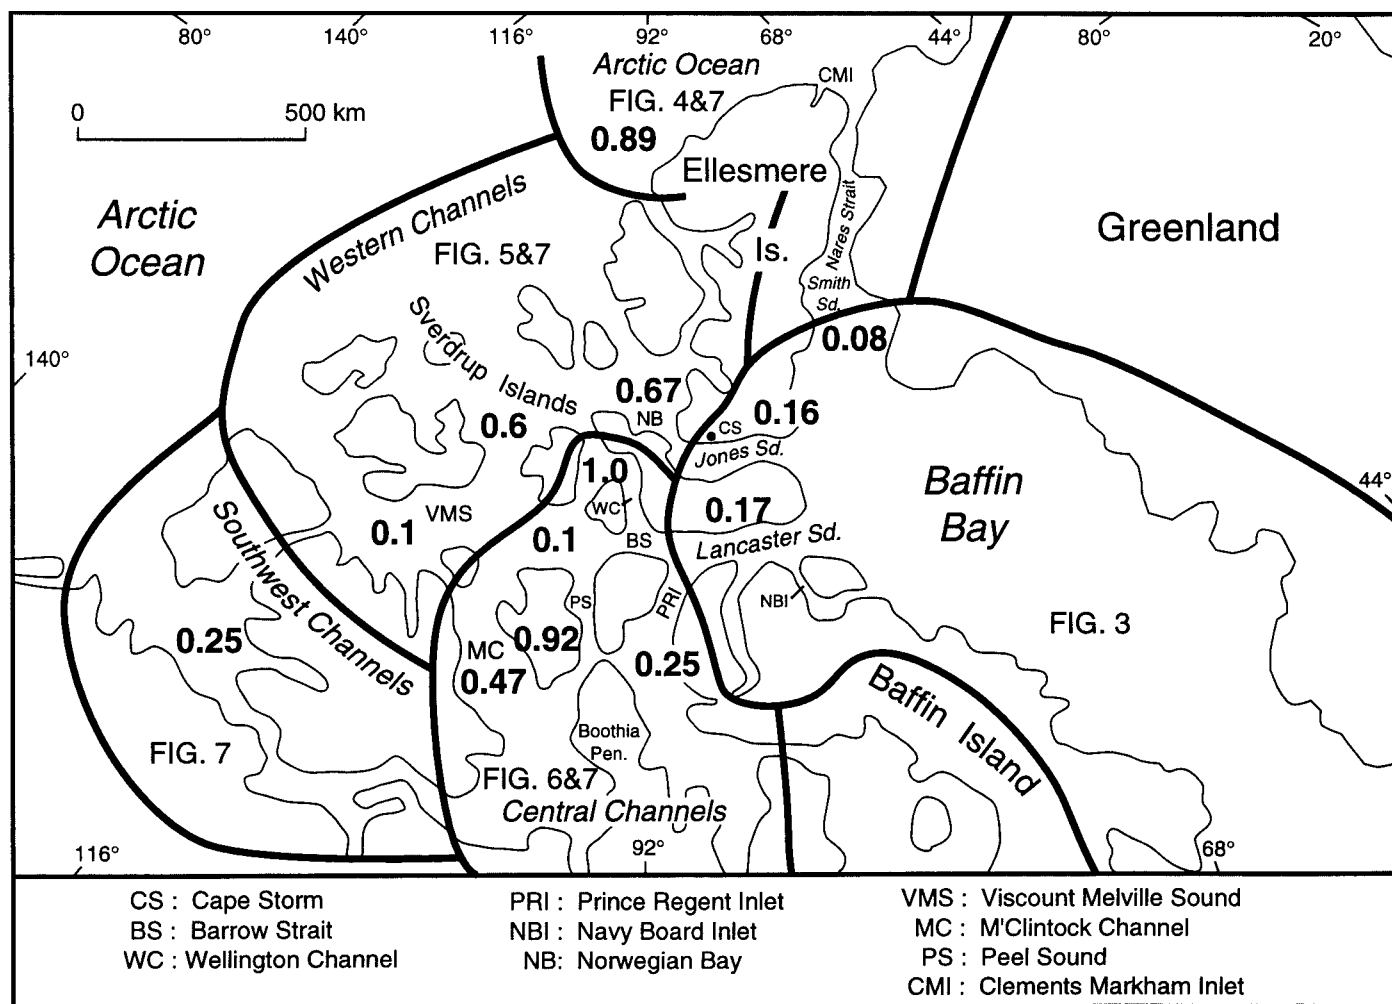 80° 140° 116° 92° 68° 44° 80° 20°
Arctic Ocean
CMI
FIG. 4&7
0 500 km
0.89
Ellesmere
Is.
Arctic
Ocean
Western Channels
FIG. 5&7
Nares Strait
Greenland
Smith
Sd.
Sverdrup Islands
0.08
140°
0.67
NB
0.16
0.6
CS
Jones Sd.
1.0
WC
Baffin
Bay
44°
VMS
0.1
0.1
BS
0.17
Lancaster Sd.
Southwest Channels
PS
PRI
NBI
FIG. 3
0.25
MC
0.92
0.47
0.25
Baffin Island
FIG. 7
Boothia
Pen.
FIG. 6&7
Central Channels
116° 92° 68°
CS : Cape Storm
BS : Barrow Strait
WC : Wellington Channel
PRI : Prince Regent Inlet
NBI : Navy Board Inlet
NB: Norwegian Bay
VMS : Viscount Melville Sound
MC : M'Clintock Channel
PS : Peel Sound
CMI : Clements Markham Inlet